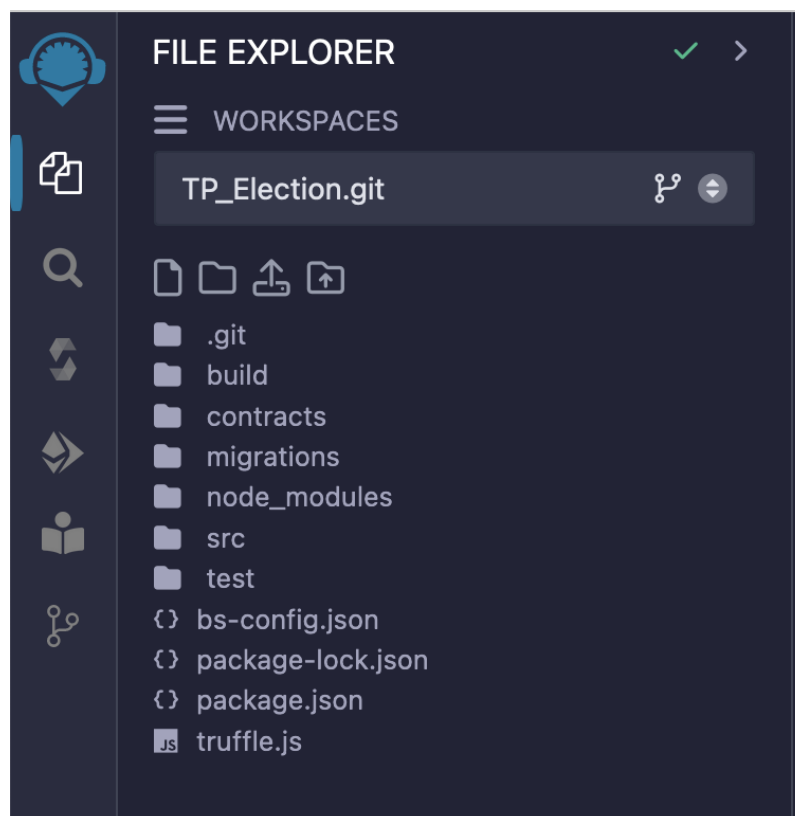 FILE EXPLORER
WORKSPACES
TP_Election.git
.git
build
contracts
migrations
node_modules
src
test
{} bs-config.json
{} package-lock.json
{} package.json
JS truffle.js